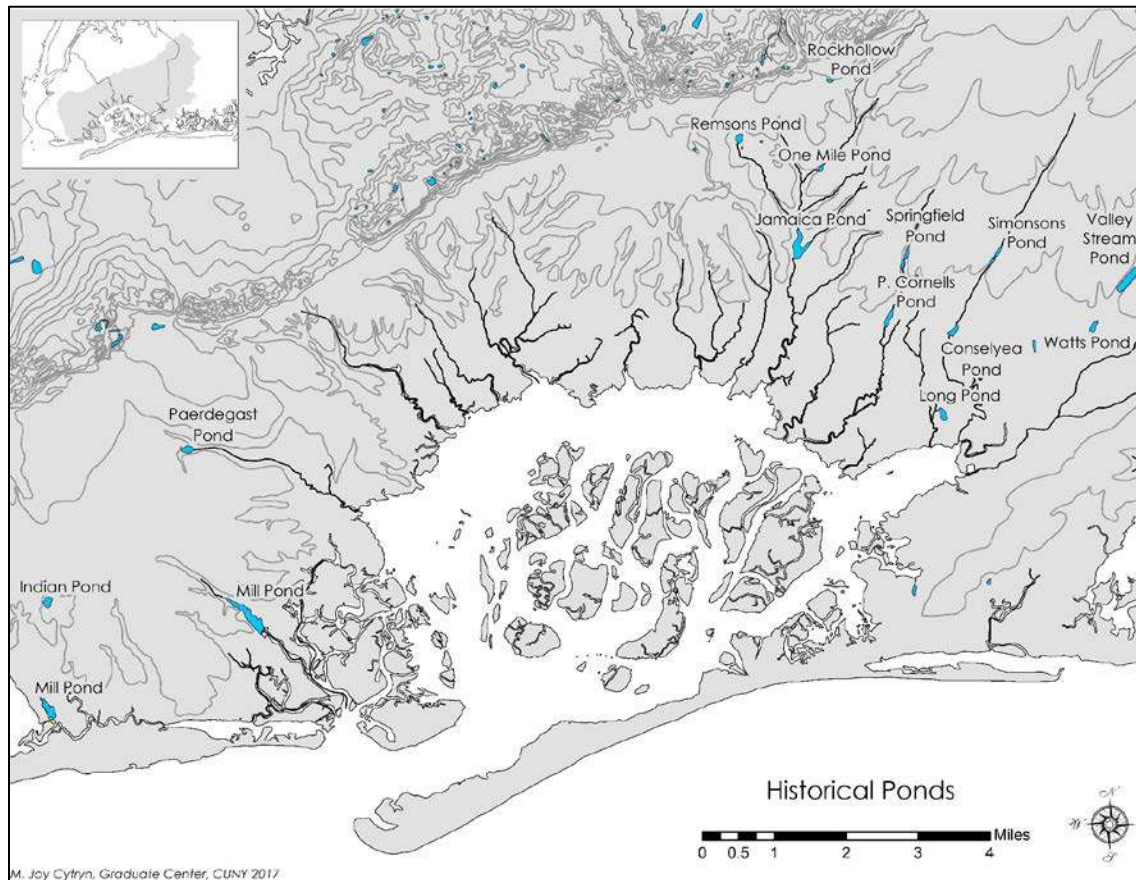 Rockhollow
Pond
Remsons Pond
One Mile Pond
Jamaica Pond
Springfield
Pond
Simonsons
Pond
Valley
Stream
Pond
P. Cornells
Pond
Watts Pond
Conselyea
Pond
Long Pond
Paerdegast
Pond
Indian Pond
Mill Pond
Mill Pond
Historical Ponds
Miles
0 0.5 1 2 3 4
N
S
M. Joy Cytryn, Graduate Center, CUNY 2017